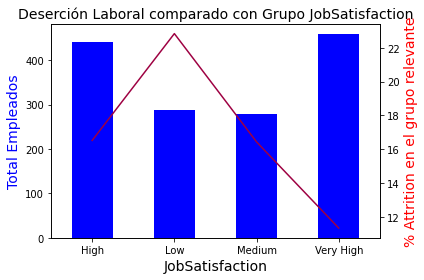 Deserción Laboral comparado con Grupo JobSatisfaction
Total Empleados
400
300
200
100
0
22
20
18
16
14
12
% Attrition en el grupo relevante
High Low Medium Very High
JobSatisfaction